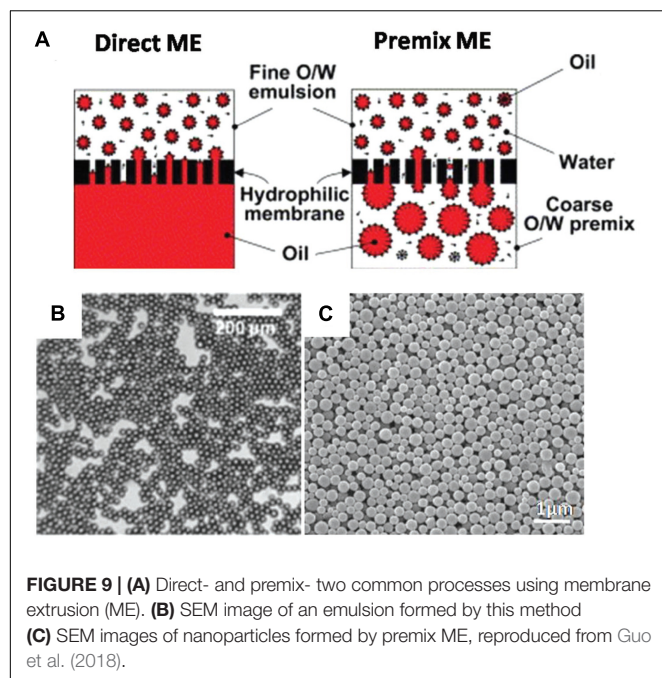 A
Direct ME
Premix ME
Fine O/W
emulsion
Oil
Water
Hydrophilic
membrane
Oil
Coarse
O/W premix
B
200 µm
C
1µm
FIGURE 9 | (A) Direct- and premix- two common processes using membrane
extrusion (ME). (B) SEM image of an emulsion formed by this method
(C) SEM images of nanoparticles formed by premix ME, reproduced from Guo
et al. (2018).